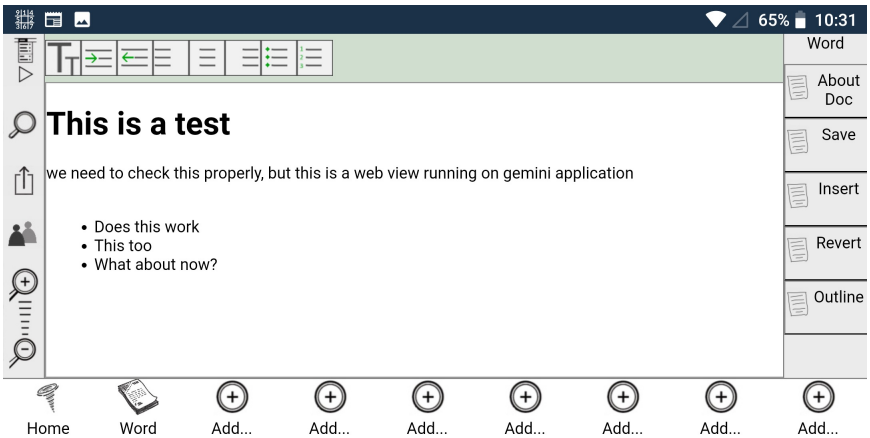 65% 10:31
Word
TT
About
Doc
Save
Insert
Revert
Outline
This is a test
we need to check this properly, but this is a web view running on gemini application
• Does this work
• This too
• What about now?
Home Word Add... Add... Add... Add... Add... Add... Add...